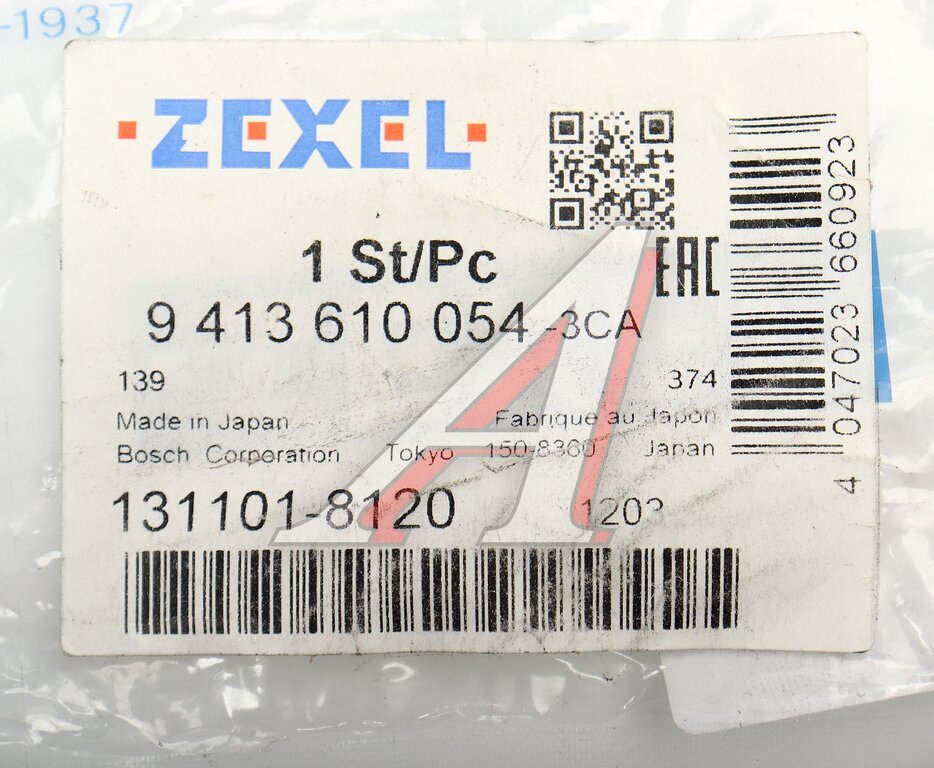 -1937
ZEXEL
EAC
1 St/Pc
9 413 610 054 -3CA
139 374
Made in Japan Fabrique au Japon
Bosch Corporation Tokyo 150-8360 Japan
131101-8120
4 047023 660923